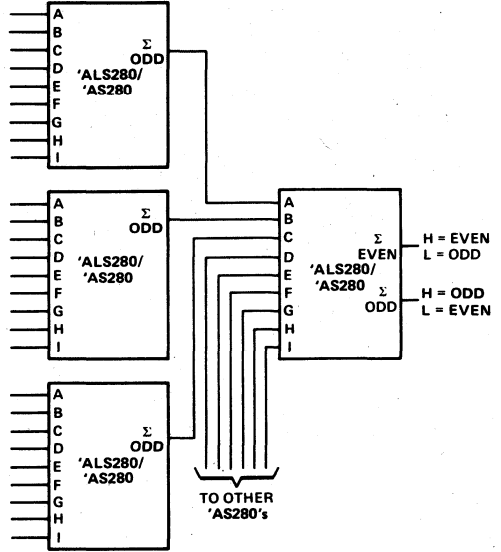 A
B
C
D
E
F
G
H
I
Σ
ODD
'ALS280/
'AS280
A
B
C
D
E
F
G
H
I
Σ
ODD
'ALS280/
'AS280
A
B
C
D
E
F
G
H
I
Σ
ODD
'ALS280/
'AS280
A
B
C
D
E
F
G
H
I
Σ
EVEN
'ALS280/
'AS280
Σ
ODD
H = EVEN
L = ODD
H = ODD
L = EVEN
TO OTHER
'AS280's